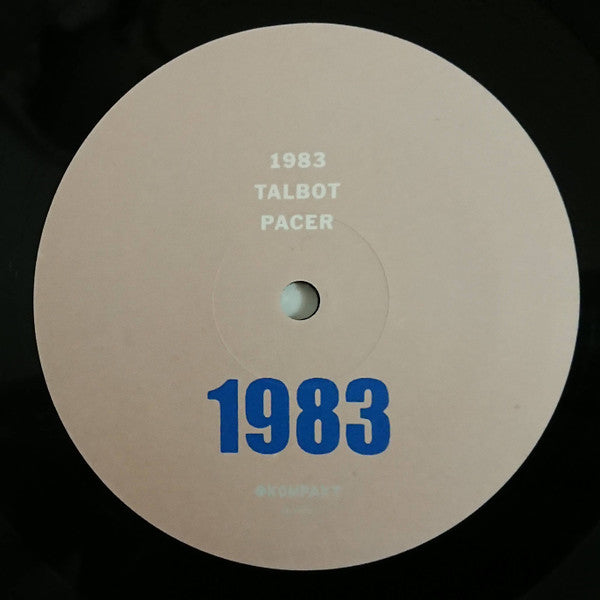 1983
TALBOT
PACER
1983
KOMPAKT